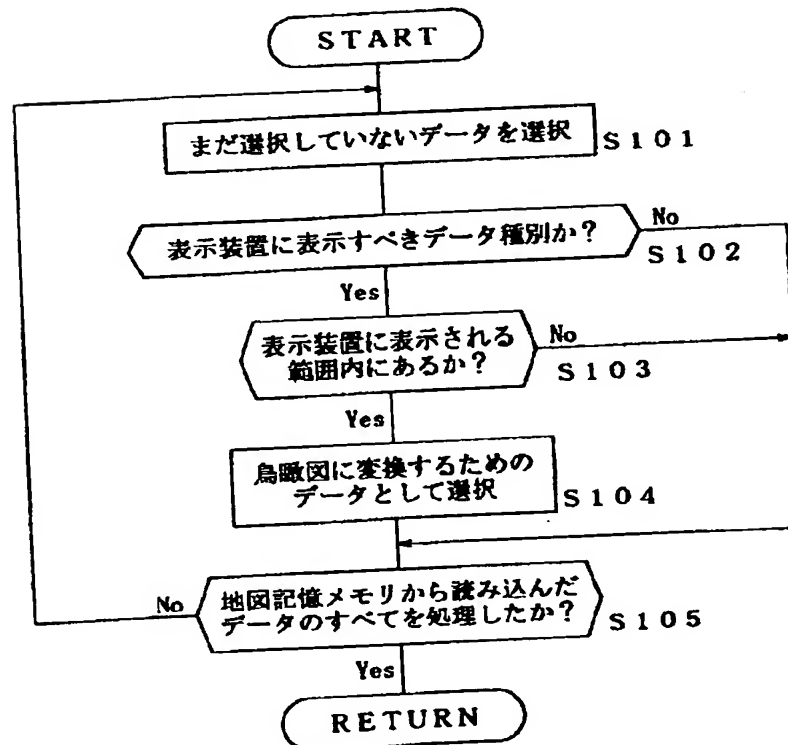 START
まだ選択していないデータを選択
S101
表示装置に表示すべきデータ種別か?
No
S102
Yes
表示装置に表示される
範囲内にあるか?
No
S103
Yes
鳥瞰図に変換するための
データとして選択
S104
No
地図記憶メモリから読み込んだ
データのすべてを処理したか?
S105
Yes
RETURN